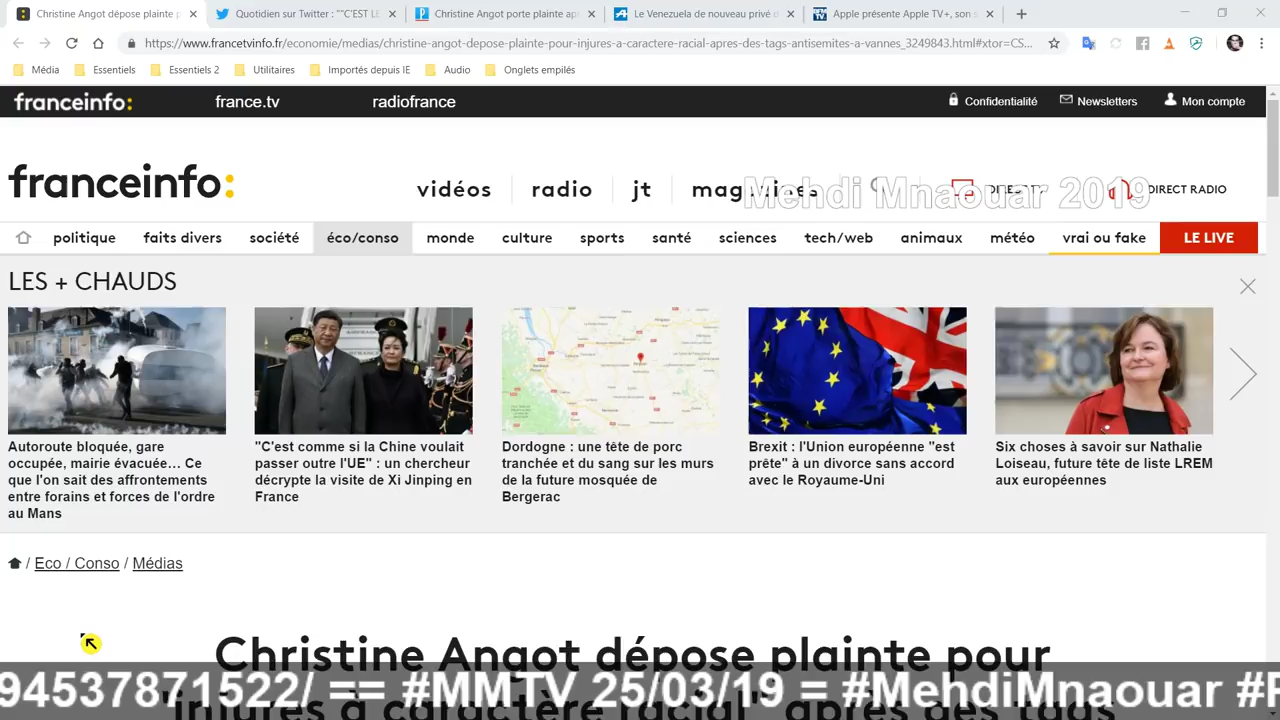 Christine Angot dépose plainte p
Quotidien sur Twitter : "“C'EST LE
Christine Angot porte plainte apr
Le Venezuela de nouveau privé d
Apple présente Apple TV+, son s
https://www.francetvinfo.fr/economie/medias/christine-angot-depose-plainte-pour-injures-a-caractere-racial-apres-des-tags-antisemites-a-vannes_3249843.html#xtor=CS...
Média
Essentiels
Essentiels 2
Utilitaires
Importés depuis IE
Audio
Onglets empilés
franceinfo:
france.tv
radiofrance
Confidentialité
Newsletters
Mon compte
franceinfo:
vidéos
radio
jt
magazines
DIRECT RADIO
Mehdi Mnaouar 2019
politique
faits divers
société
éco/conso
monde
culture
sports
santé
sciences
tech/web
animaux
météo
vrai ou fake
LE LIVE
LES + CHAUDS
Autoroute bloquée, gare
occupée, mairie évacuée... Ce
que l'on sait des affrontements
entre forains et forces de l'ordre
au Mans
"C'est comme si la Chine voulait
passer outre l'UE" : un chercheur
décrypte la visite de Xi Jinping en
France
Dordogne : une tête de porc
tranchée et du sang sur les murs
de la future mosquée de
Bergerac
Brexit : l'Union européenne "est
prête" à un divorce sans accord
avec le Royaume-Uni
Six choses à savoir sur Nathalie
Loiseau, future tête de liste LREM
aux européennes
/ Eco / Conso / Médias
Christine Angot dépose plainte pour
"injures à caractère racial" après des tags
94537871522/ == #MMTV 25/03/19 = #MehdiMnaouar #